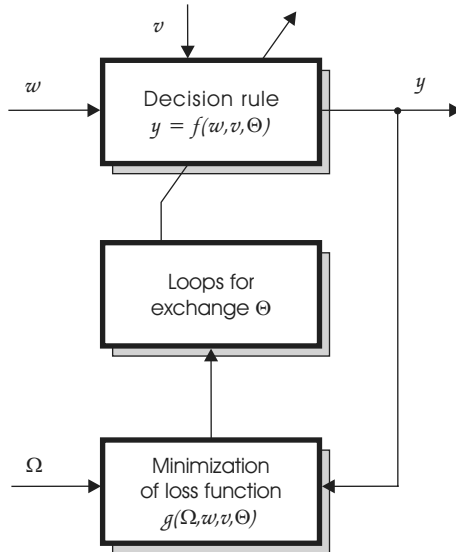 v
w
y
Decision rule
y = f(w,v,Θ)
Loops for
exchange Θ
Ω
Minimization
of loss function
g(Ω,w,v,Θ)